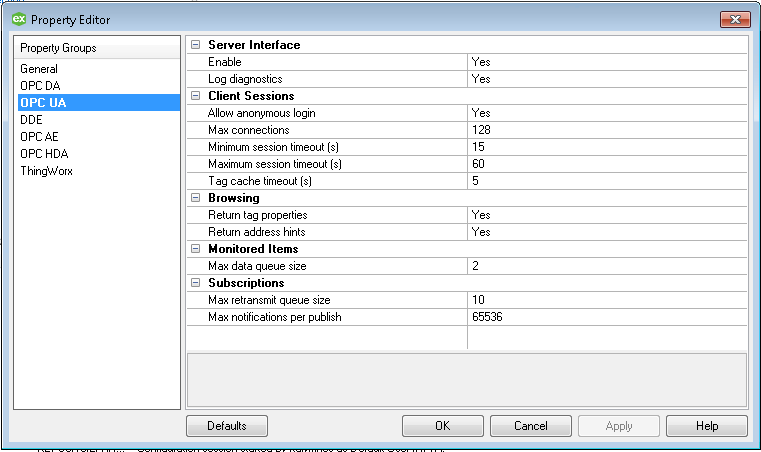 ex Property Editor
Property Groups
General
OPC DA
OPC UA
DDE
OPC AE
OPC HDA
ThingWorx
Server Interface
Enable Yes
Log diagnostics Yes
Client Sessions
Allow anonymous login Yes
Max connections 128
Minimum session timeout (s) 15
Maximum session timeout (s) 60
Tag cache timeout (s) 5
Browsing
Return tag properties Yes
Return address hints Yes
Monitored Items
Max data queue size 2
Subscriptions
Max retransmit queue size 10
Max notifications per publish 65536
Defaults OK Cancel Apply Help